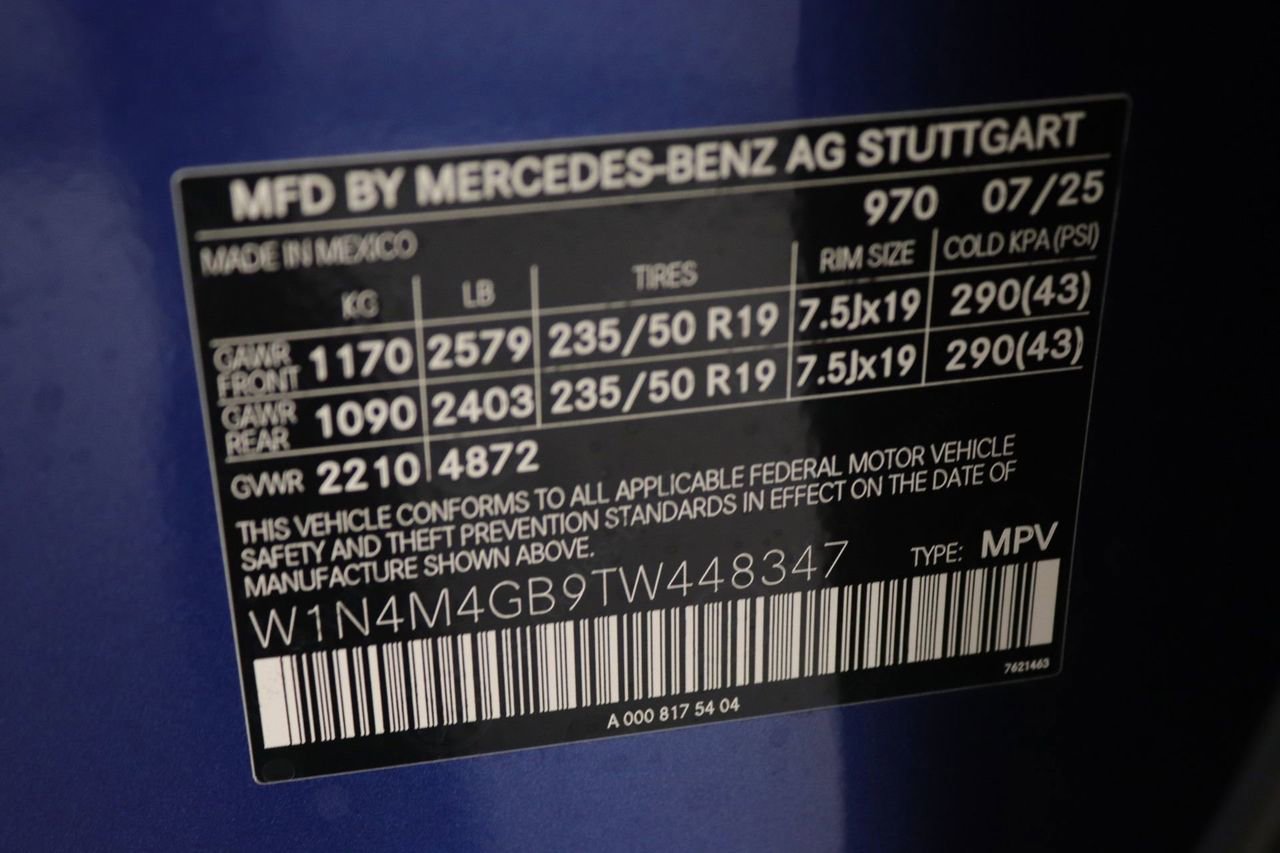 MFD BY MERCEDES-BENZ AG STUTTGART
970 07/25
MADE IN MEXICO
KG LB TIRES RIM SIZE COLD KPA (PSI)
GAWR FRONT 1170 2579 235/50 R19 7.5Jx19 290(43)
GAWR REAR 1090 2403 235/50 R19 7.5Jx19 290(43)
GVWR 2210 4872
THIS VEHICLE CONFORMS TO ALL APPLICABLE FEDERAL MOTOR VEHICLE
SAFETY AND THEFT PREVENTION STANDARDS IN EFFECT ON THE DATE OF
MANUFACTURE SHOWN ABOVE.
W1N4M4GB9TW448347 TYPE: MPV
7621463
A 000 817 54 04